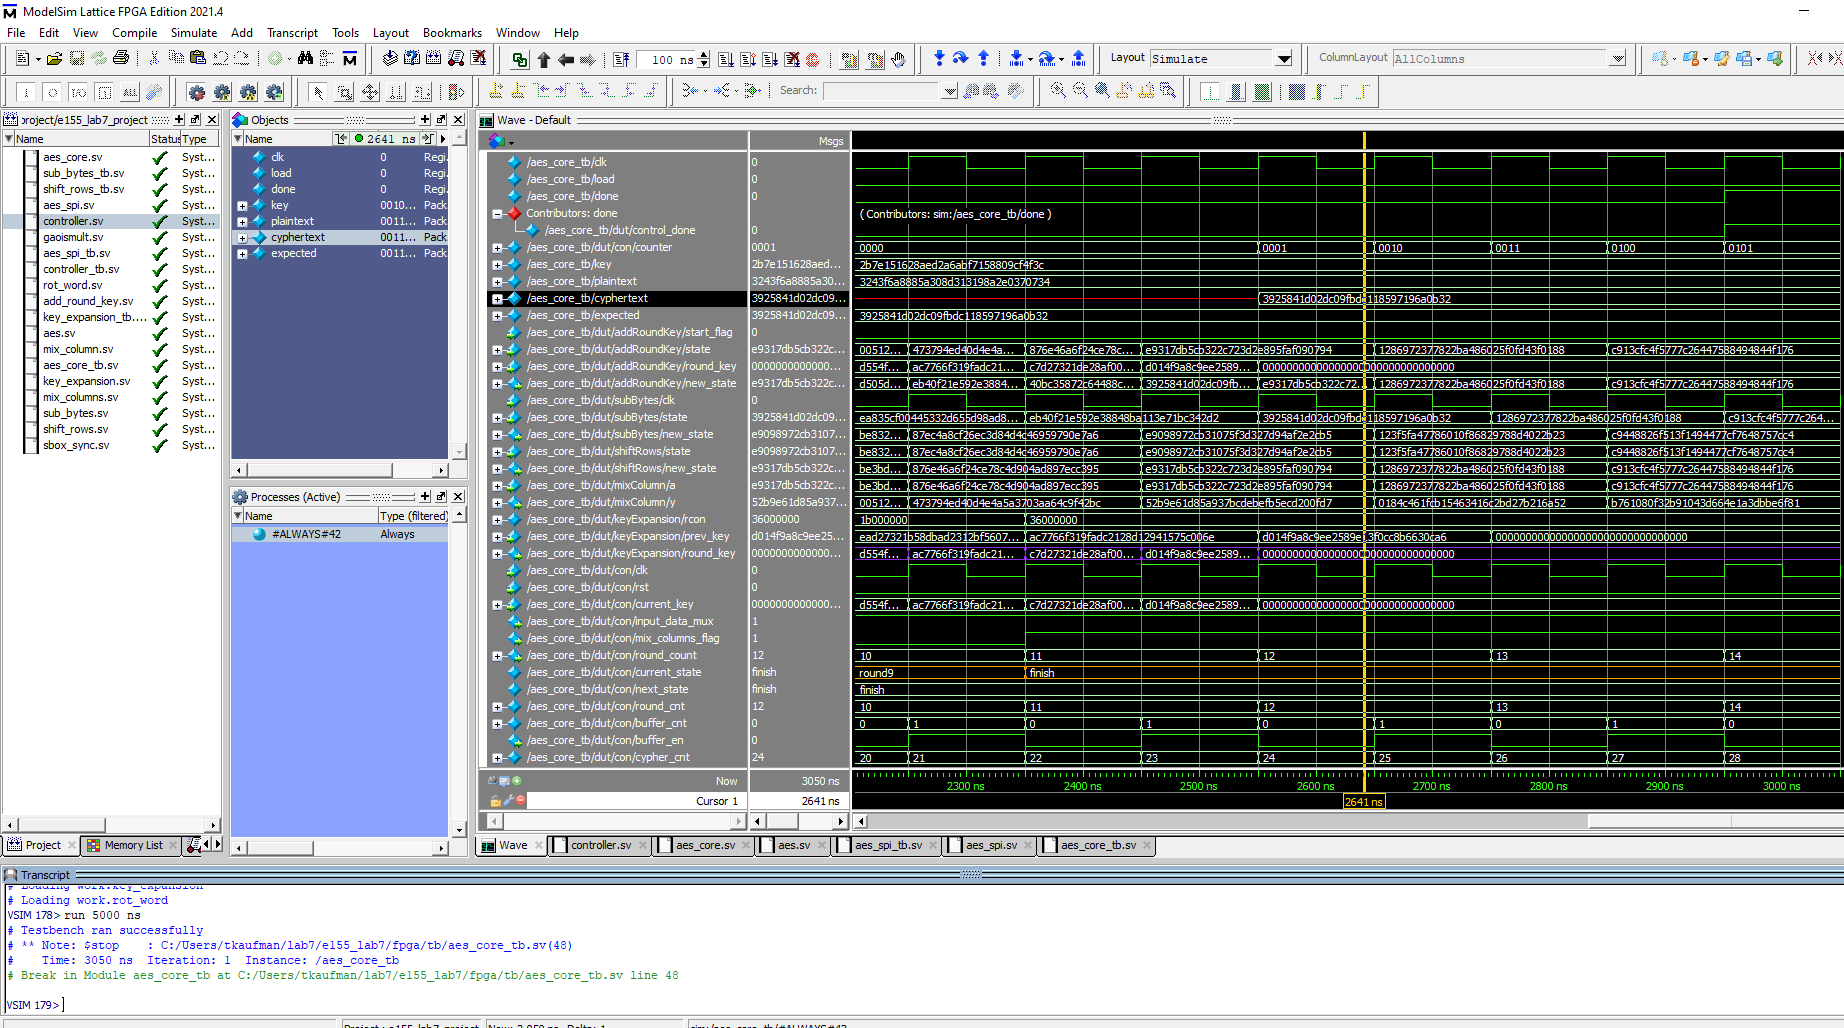 ModelSim Lattice FPGA Edition 2021.4
File Edit View Compile Simulate Add Transcript Tools Layout Bookmarks Window Help
100 ns Layout Simulate ColumnLayout AllColumns
ALL Search:
roject/e155_lab7_project
Name Status Type
aes_core.sv Syst...
sub_bytes_tb.sv Syst...
shift_rows_tb.sv Syst...
aes_spi.sv Syst...
controller.sv Syst...
gaoismult.sv Syst...
aes_spi_tb.sv Syst...
controller_tb.sv Syst...
rot_word.sv Syst...
add_round_key.sv Syst...
key_expansion_tb.... Syst...
aes.sv Syst...
mix_column.sv Syst...
aes_core_tb.sv Syst...
key_expansion.sv Syst...
mix_columns.sv Syst...
sub_bytes.sv Syst...
shift_rows.sv Syst...
sbox_sync.sv Syst...
Project Memory List
Objects
Name 2641 ns
clk 0 Regi.
load 0 Regi.
done 0 Regi.
key 0010... Pack
plaintext 0011... Pack
cyphertext 0011... Pack
expected 0011... Pack
Processes (Active)
Name Type (filtered)
#ALWAYS#42 Always
Wave - Default
Msgs
/aes_core_tb/clk 0
/aes_core_tb/load 0
/aes_core_tb/done 0
Contributors: done ( Contributors: sim:/aes_core_tb/done )
/aes_core_tb/dut/control_done 0
/aes_core_tb/dut/con/counter 0001 0000 0001 0010 0011 0100 0101
/aes_core_tb/key 2b7e151628aed... 2b7e151628aed2a6abf7158809cf4f3c
/aes_core_tb/plaintext 3243f6a8885a30... 3243f6a8885a308d313198a2e0370734
/aes_core_tb/cyphertext 3925841d02dc09... 3925841d02dc09fbdc118597196a0b32
/aes_core_tb/expected 3925841d02dc09... 3925841d02dc09fbdc118597196a0b32
/aes_core_tb/dut/addRoundKey/start_flag 0
/aes_core_tb/dut/addRoundKey/state e9317db5cb322c... 00512... 473794ed40d4e4a... 876e46a6f24ce78c... e9317db5cb322c723d2e895faf090794 1286972377822ba486025f0fd43f0188 c913cfc4f5777c26447588494844f176
/aes_core_tb/dut/addRoundKey/round_key 0000000000000... d554f... ac7766f319fadc21... c7d27321de28af00... d014f9a8c9ee2589... 00000000000000000000000000000000
/aes_core_tb/dut/addRoundKey/new_state e9317db5cb322c... d505d... eb40f21e592e3884... 40bc35872c64488c... 3925841d02dc09fb... e9317db5cb322c72... 1286972377822ba486025f0fd43f0188 c913cfc4f5777c26447588494844f176
/aes_core_tb/dut/subBytes/clk 0
/aes_core_tb/dut/subBytes/state 3925841d02dc09... ea835cf00445332d655d98ad8... eb40f21e592e38848ba113e71bc342d2 3925841d02dc09fbdc118597196a0b32 1286972377822ba486025f0fd43f0188 c913cfc4f5777c264...
/aes_core_tb/dut/subBytes/new_state e9098972cb3107... be832... 87ec4a8cf26ec3d84d4c46959790e7a6 e9098972cb31075f3d327d94af2e2cb5 123f5fa47786010f86829788d4022b23 c9448826f513f1494477cf7648757cc4
/aes_core_tb/dut/shiftRows/state e9098972cb3107... be832... 87ec4a8cf26ec3d84d4c46959790e7a6 e9098972cb31075f3d327d94af2e2cb5 123f5fa47786010f86829788d4022b23 c9448826f513f1494477cf7648757cc4
/aes_core_tb/dut/shiftRows/new_state e9317db5cb322c... be3bd... 876e46a6f24ce78c4d904ad897ecc395 e9317db5cb322c723d2e895faf090794 1286972377822ba486025f0fd43f0188 c913cfc4f5777c26447588494844f176
/aes_core_tb/dut/mixColumn/a e9317db5cb322c... be3bd... 876e46a6f24ce78c4d904ad897ecc395 e9317db5cb322c723d2e895faf090794 1286972377822ba486025f0fd43f0188 c913cfc4f5777c26447588494844f176
/aes_core_tb/dut/mixColumn/y 52b9e61d85a937... 00512... 473794ed40d4e4a5a3703aa64c9f42bc 52b9e61d85a937bcdebefb5ecd200fd7 0184c461fcb15463416c2bd27b216a52 b761080f32b91043d664e1a3dbbe6f81
/aes_core_tb/dut/keyExpansion/rcon 36000000 1b000000 36000000
/aes_core_tb/dut/keyExpansion/prev_key d014f9a8c9ee25... ead27321b58dbad2312bf5607... ac7766f319fadc2128d12941575c006e d014f9a8c9ee2589e13f0cc8b6630ca6 00000000000000000000000000000000
/aes_core_tb/dut/keyExpansion/round_key 0000000000000... d554f... ac7766f319fadc21... c7d27321de28af00... d014f9a8c9ee2589... 00000000000000000000000000000000
/aes_core_tb/dut/con/clk 0
/aes_core_tb/dut/con/rst 0
/aes_core_tb/dut/con/current_key 0000000000000... d554f... ac7766f319fadc21... c7d27321de28af00... d014f9a8c9ee2589... 00000000000000000000000000000000
/aes_core_tb/dut/con/input_data_mux 1
/aes_core_tb/dut/con/mix_columns_flag 1
/aes_core_tb/dut/con/round_count 12 10 11 12 13 14
/aes_core_tb/dut/con/current_state finish round9 finish
/aes_core_tb/dut/con/next_state finish finish
/aes_core_tb/dut/con/round_cnt 12 10 11 12 13 14
/aes_core_tb/dut/con/buffer_cnt 0 0 1 0 1 0 1 0 1 0
/aes_core_tb/dut/con/buffer_en 0
/aes_core_tb/dut/con/cypher_cnt 24 20 21 22 23 24 25 26 27 28
Now 3050 ns 2300 ns 2400 ns 2500 ns 2600 ns 2700 ns 2800 ns 2900 ns 3000 ns
Cursor 1 2641 ns 2641 ns
Wave controller.sv aes_core.sv aes.sv aes_spi_tb.sv aes_spi.sv aes_core_tb.sv
Transcript
# Loading work.key_expansion
# Loading work.rot_word
VSIM 178> run 5000 ns
# Testbench ran successfully
# ** Note: $stop : C:/Users/tkaufman/lab7/e155_lab7/fpga/tb/aes_core_tb.sv(48)
# Time: 3050 ns Iteration: 1 Instance: /aes_core_tb
# Break in Module aes_core_tb at C:/Users/tkaufman/lab7/e155_lab7/fpga/tb/aes_core_tb.sv line 48
VSIM 179>